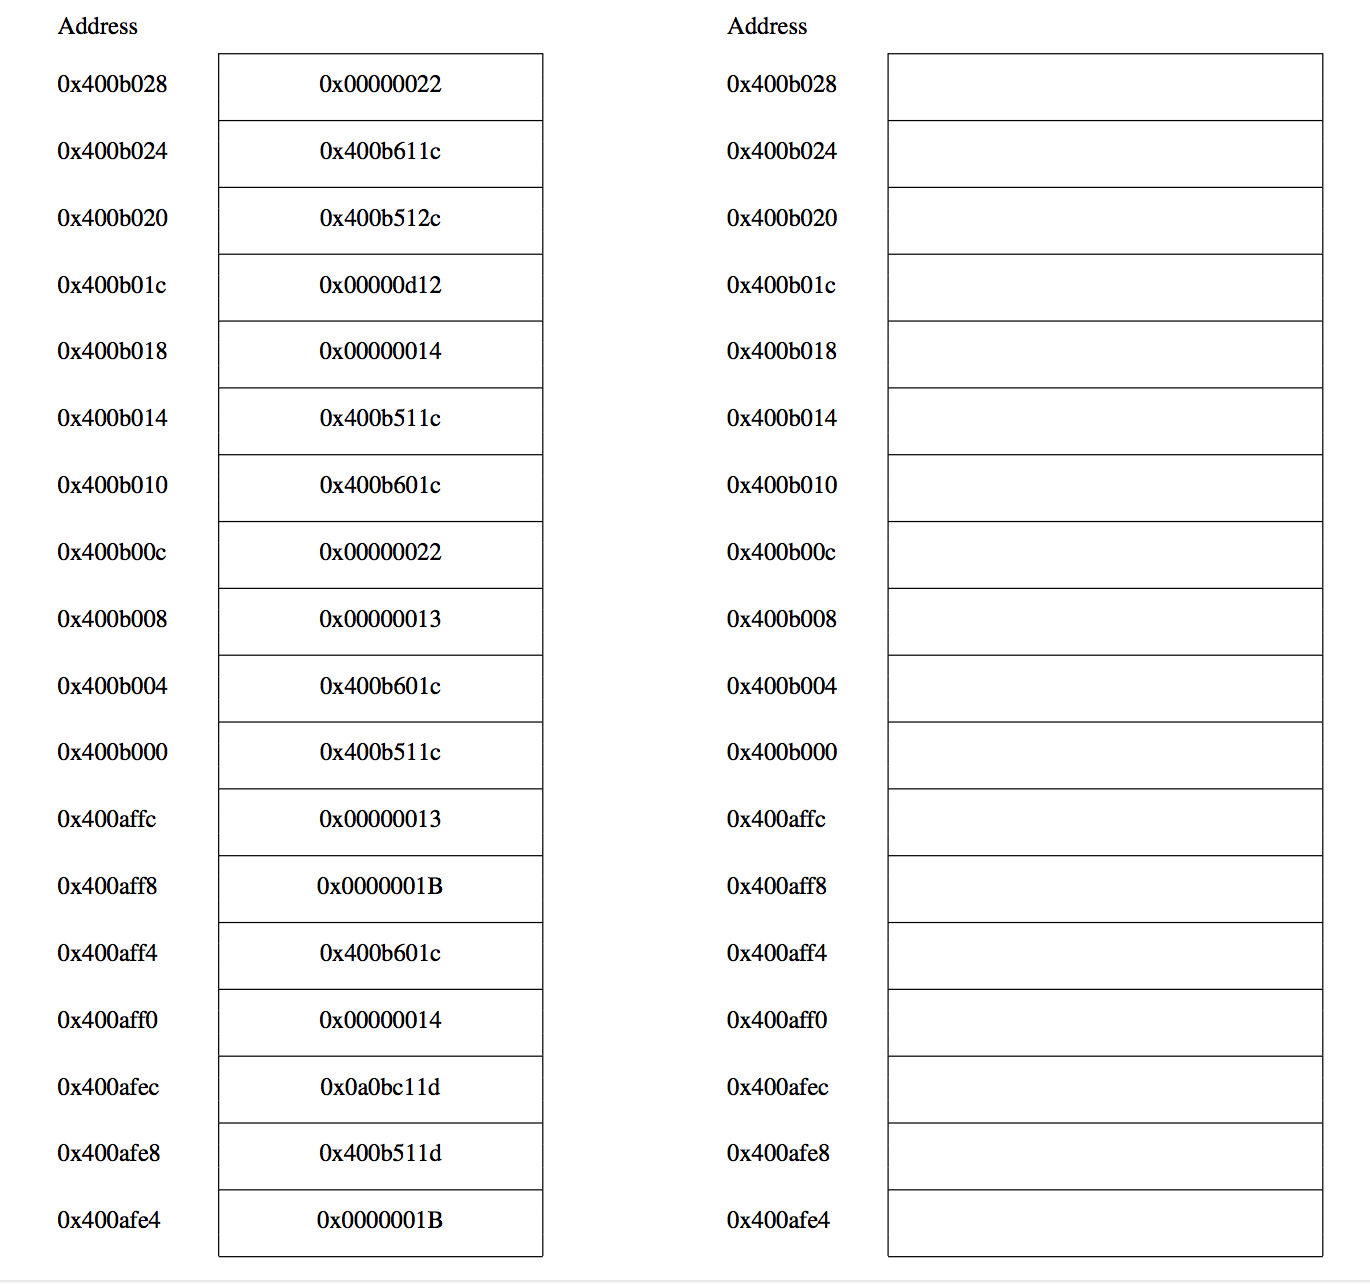 Address Address
0x400b028 0x00000022 0x400b028
0x400b024 0x400b611c 0x400b024
0x400b020 0x400b512c 0x400b020
0x400b01c 0x00000d12 0x400b01c
0x400b018 0x00000014 0x400b018
0x400b014 0x400b511c 0x400b014
0x400b010 0x400b601c 0x400b010
0x400b00c 0x00000022 0x400b00c
0x400b008 0x00000013 0x400b008
0x400b004 0x400b601c 0x400b004
0x400b000 0x400b511c 0x400b000
0x400affc 0x00000013 0x400affc
0x400aff8 0x0000001B 0x400aff8
0x400aff4 0x400b601c 0x400aff4
0x400aff0 0x00000014 0x400aff0
0x400afec 0x0a0bc11d 0x400afec
0x400afe8 0x400b511d 0x400afe8
0x400afe4 0x0000001B 0x400afe4